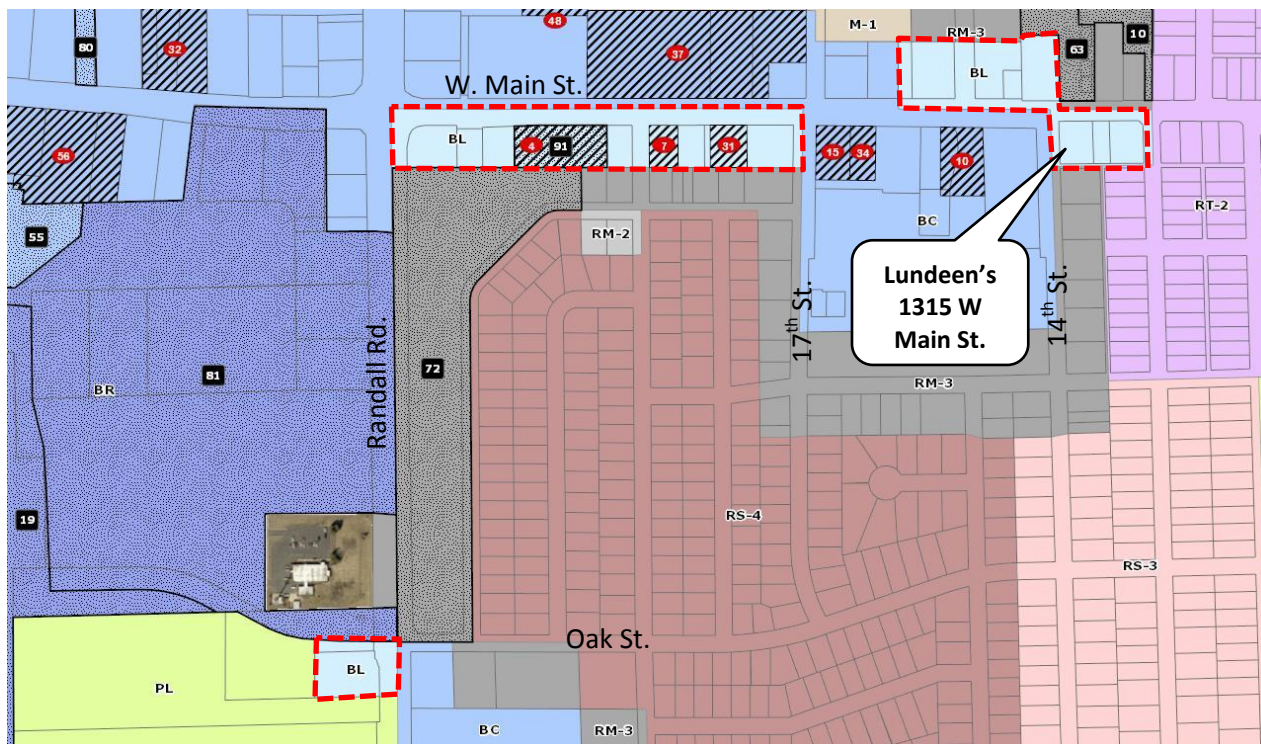 48
M-1
RM-3
10
80
32
37
63
BL
W. Main St.
BL
4
91
7
31
15
34
10
56
RT-2
BC
RM-2
55
Lundeen's
1315 W
Main St.
17th St.
14th St.
Randall Rd.
72
81
BR
RM-3
19
RS-4
RS-3
Oak St.
BL
PL
BC
RM-3